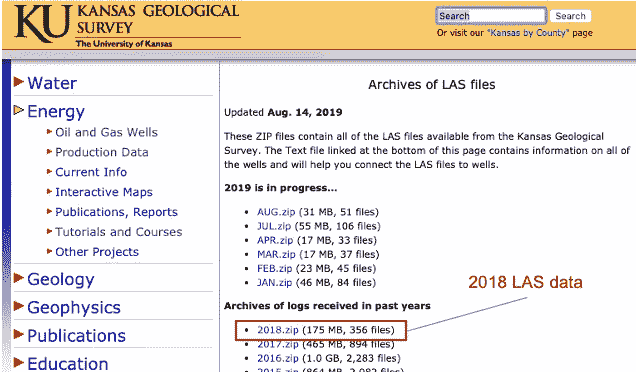 KU KANSAS GEOLOGICAL
SURVEY
The University of Kansas
Search Search
Or visit our "Kansas by County" page
Water
Energy
Oil and Gas Wells
Production Data
Current Info
Interactive Maps
Publications, Reports
Tutorials and Courses
Other Projects
Geology
Geophysics
Publications
Education
Archives of LAS files
Updated Aug. 14, 2019
These ZIP files contain all of the LAS files available from the Kansas Geological
Survey. The Text file linked at the bottom of this page contains information on all of
the wells and will help you connect the LAS files to wells.
2019 is in progress...
AUG.zip (31 MB, 51 files)
JUL.zip (55 MB, 106 files)
APR.zip (17 MB, 33 files)
MAR.zip (17 MB, 37 files)
FEB.zip (23 MB, 45 files)
JAN.zip (46 MB, 84 files)
2018 LAS data
Archives of logs received in past years
2018.zip (175 MB, 356 files)
2017.zip (465 MB, 894 files)
2016.zip (1.0 GB, 2,283 files)